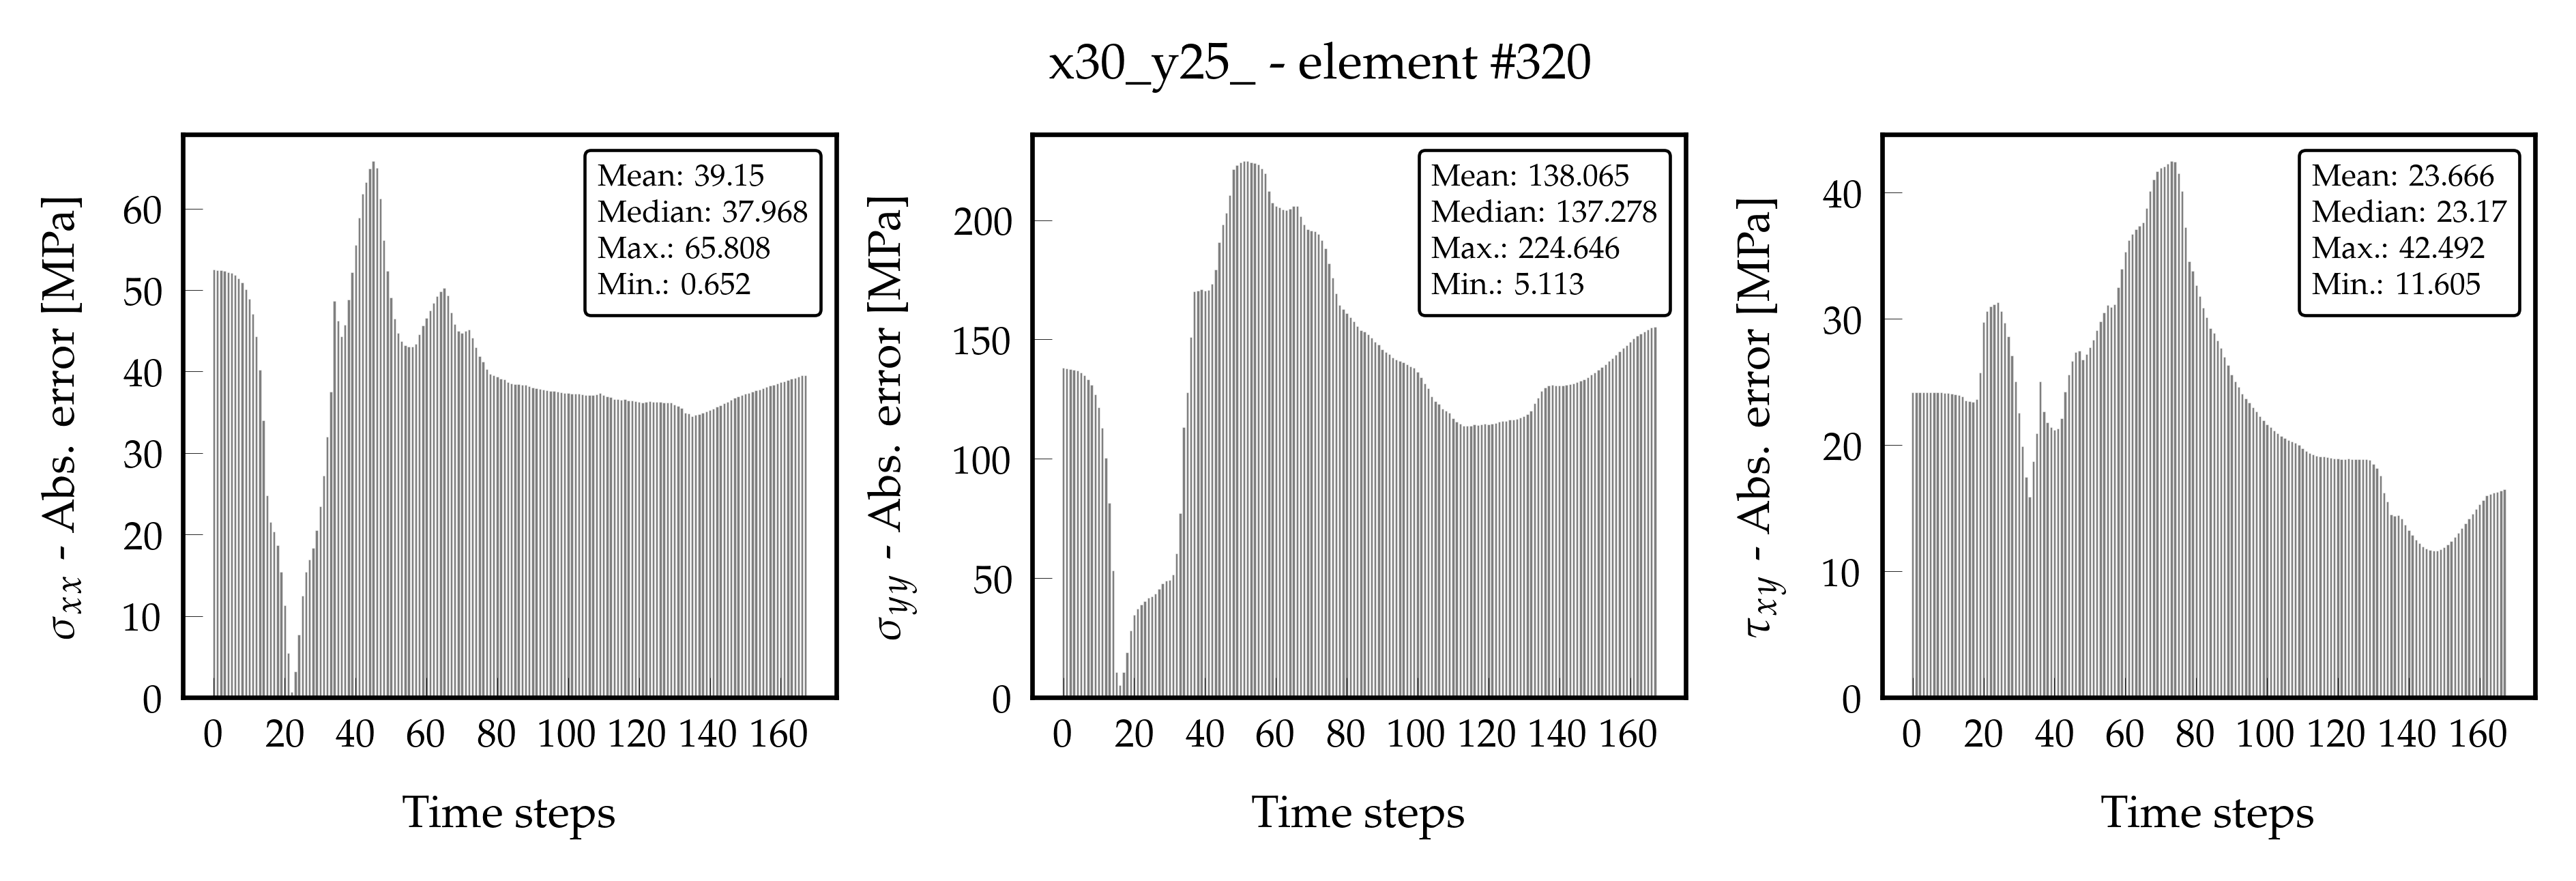 x30_y25_ - element #320
σxx - Abs. error [MPa]
60
50
40
30
20
10
0
Mean: 39.15
Median: 37.968
Max.: 65.808
Min.: 0.652
0 20 40 60 80 100 120 140 160
Time steps
σyy - Abs. error [MPa]
200
150
100
50
0
Mean: 138.065
Median: 137.278
Max.: 224.646
Min.: 5.113
0 20 40 60 80 100 120 140 160
Time steps
τxy - Abs. error [MPa]
40
30
20
10
0
Mean: 23.666
Median: 23.17
Max.: 42.492
Min.: 11.605
0 20 40 60 80 100 120 140 160
Time steps